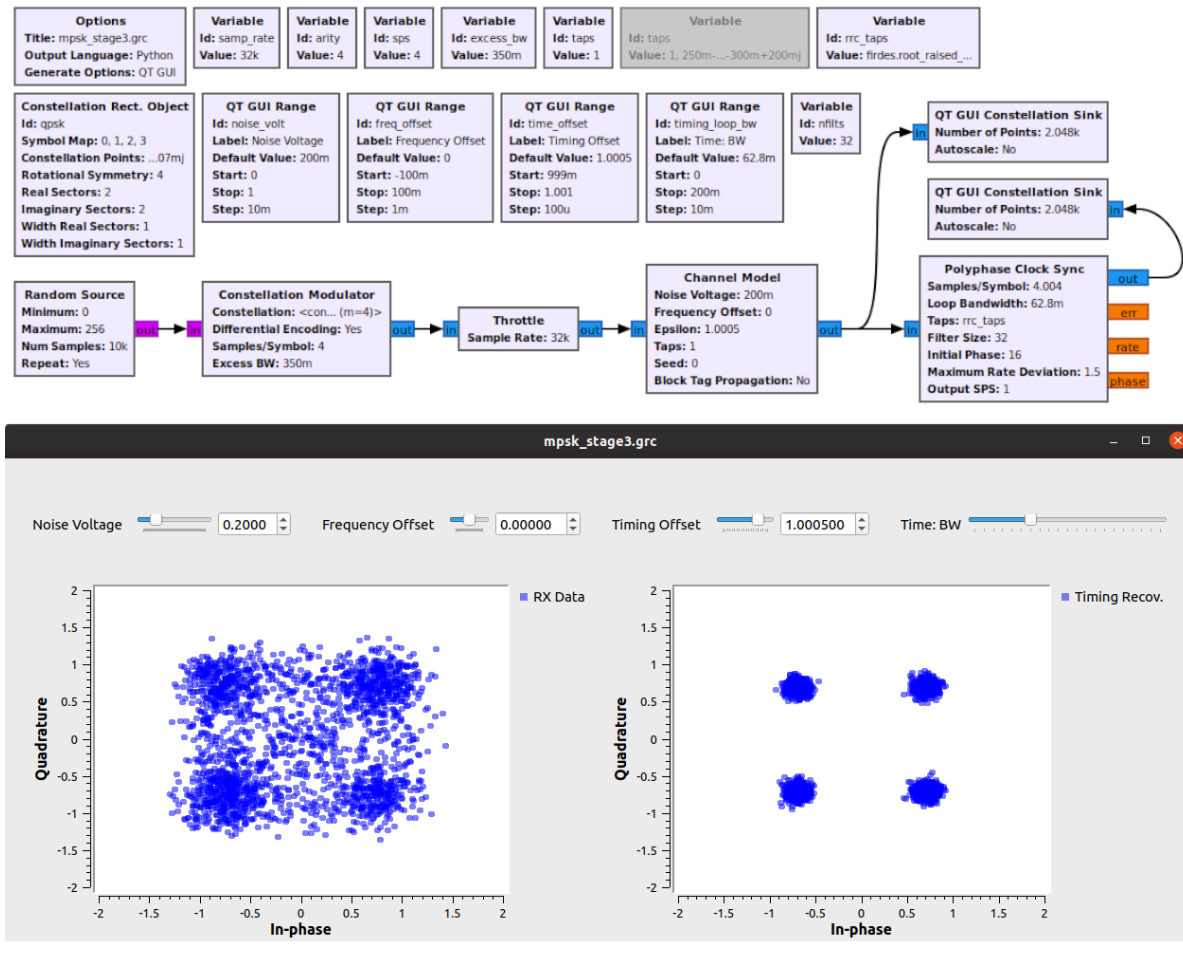 Options
Title: mpsk_stage3.grc
Output Language: Python
Generate Options: QT GUI
Variable
Id: samp_rate
Value: 32k
Variable
Id: arity
Value: 4
Variable
Id: sps
Value: 4
Variable
Id: excess_bw
Value: 350m
Variable
Id: taps
Value: 1
Variable
Id: taps
Value: 1, 250m-...-300m+200mj
Variable
Id: rrc_taps
Value: firdes.root_raised_...
Constellation Rect. Object
Id: qpsk
Symbol Map: 0, 1, 2, 3
Constellation Points: ...07mj
Rotational Symmetry: 4
Real Sectors: 2
Imaginary Sectors: 2
Width Real Sectors: 1
Width Imaginary Sectors: 1
QT GUI Range
Id: noise_volt
Label: Noise Voltage
Default Value: 200m
Start: 0
Stop: 1
Step: 10m
QT GUI Range
Id: freq_offset
Label: Frequency Offset
Default Value: 0
Start: -100m
Stop: 100m
Step: 1m
QT GUI Range
Id: time_offset
Label: Timing Offset
Default Value: 1.0005
Start: 999m
Stop: 1.001
Step: 100u
QT GUI Range
Id: timing_loop_bw
Label: Time: BW
Default Value: 62.8m
Start: 0
Stop: 200m
Step: 10m
Variable
Id: nfilts
Value: 32
in
QT GUI Constellation Sink
Number of Points: 2.048k
Autoscale: No
QT GUI Constellation Sink
Number of Points: 2.048k
Autoscale: No
in
Random Source
Minimum: 0
Maximum: 256
Num Samples: 10k
Repeat: Yes
out
in
Constellation Modulator
Constellation: <con... (m=4)>
Differential Encoding: Yes
Samples/Symbol: 4
Excess BW: 350m
out
in
Throttle
Sample Rate: 32k
out
in
Channel Model
Noise Voltage: 200m
Frequency Offset: 0
Epsilon: 1.0005
Taps: 1
Seed: 0
Block Tag Propagation: No
out
in
Polyphase Clock Sync
Samples/Symbol: 4.004
Loop Bandwidth: 62.8m
Taps: rrc_taps
Filter Size: 32
Initial Phase: 16
Maximum Rate Deviation: 1.5
Output SPS: 1
out
err
rate
phase
mpsk_stage3.grc
Noise Voltage 0.2000 Frequency Offset 0.00000 Timing Offset 1.000500 Time: BW
2
1.5
1
0.5
0
-0.5
-1
-1.5
-2
Quadrature
-2 -1.5 -1 -0.5 0 0.5 1 1.5 2
In-phase
RX Data
2
1.5
1
0.5
0
-0.5
-1
-1.5
-2
Quadrature
-2 -1.5 -1 -0.5 0 0.5 1 1.5 2
In-phase
Timing Recov.